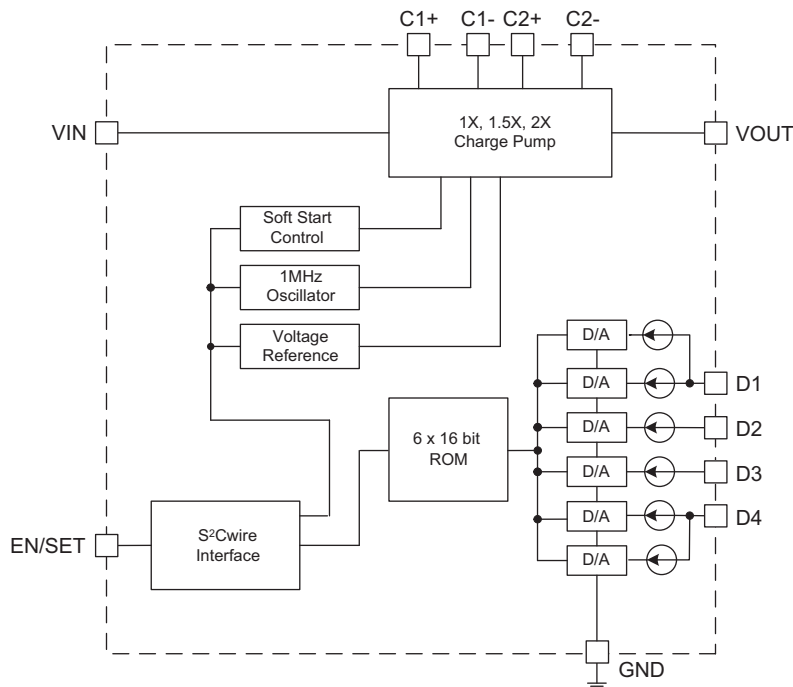 C1+ C1- C2+ C2-
VIN
1X, 1.5X, 2X
Charge Pump
VOUT
Soft Start
Control
1MHz
Oscillator
Voltage
Reference
D/A
D/A
D1
D/A
D2
D/A
D3
D/A
D4
D/A
6 x 16 bit
ROM
EN/SET
S²Cwire
Interface
GND